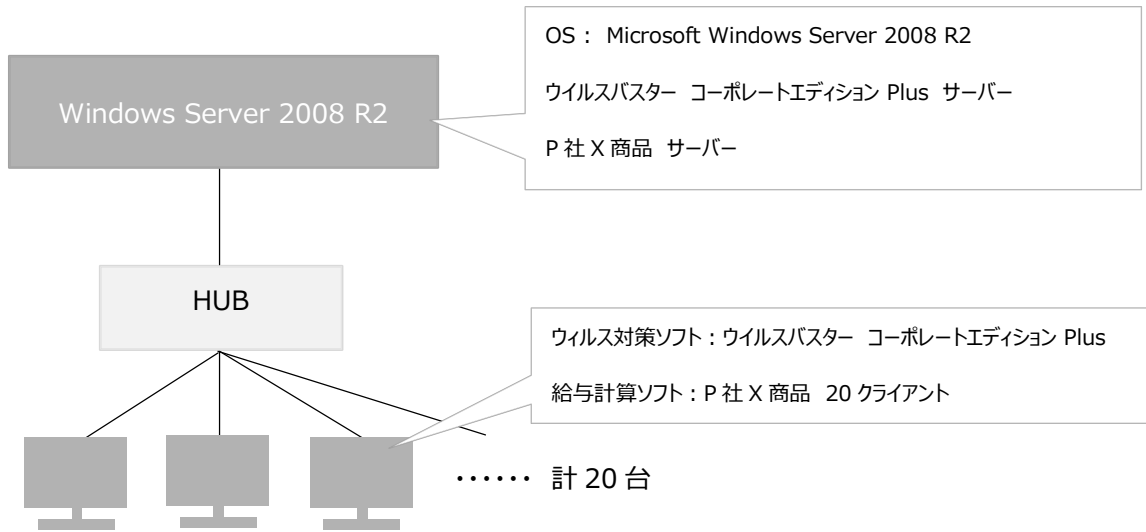 OS： Microsoft Windows Server 2008 R2
ウイルスバスター コーポレートエディション Plus サーバー
P 社 X 商品 サーバー
Windows Server 2008 R2
HUB
ウィルス対策ソフト：ウイルスバスター コーポレートエディション Plus
給与計算ソフト：P 社 X 商品 20 クライアント
‥‥‥ 計 20 台